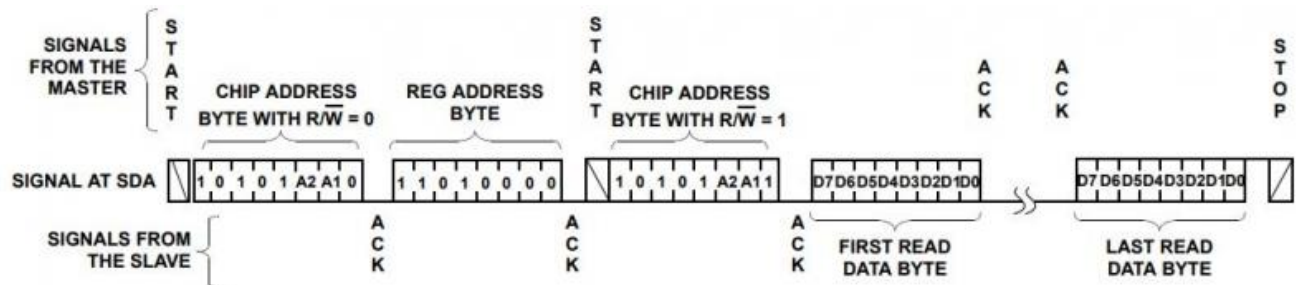 SIGNALS
FROM THE
MASTER
START
CHIP ADDRESS
BYTE WITH R/W̅ = 0
REG ADDRESS
BYTE
START
CHIP ADDRESS
BYTE WITH R/W̅ = 1
ACK
ACK
STOP
SIGNAL AT SDA
1 0 1 0 1 A2 A1 0
1 1 0 1 0 0 0 0
1 0 1 0 1 A2 A1 1
D7 D6 D5 D4 D3 D2 D1 D0
D7 D6 D5 D4 D3 D2 D1 D0
SIGNALS FROM
THE SLAVE
ACK
ACK
ACK
FIRST READ
DATA BYTE
LAST READ
DATA BYTE